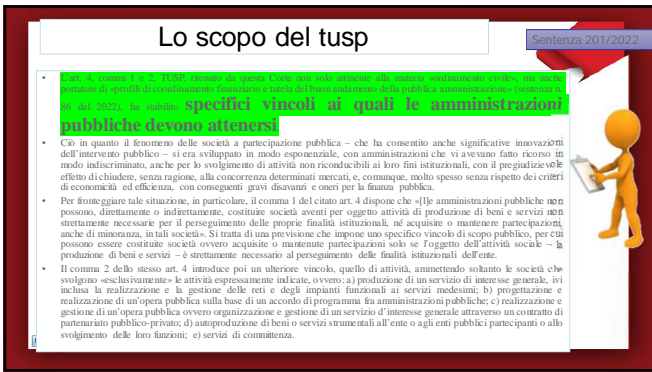 Lo scopo del tusp
Sentenza 201/2022
• L'art. 4, commi 1 e 2, TUSP, ritenuto da questa Corte non solo attinente alla materia «ordinamento civile», ma anche
portatore di «profili di coordinamento finanziario e tutela del buon andamento della pubblica amministrazione» (sentenza n.
86 del 2022), ha stabilito specifici vincoli ai quali le amministrazioni
pubbliche devono attenersi
• Ciò in quanto il fenomeno delle società a partecipazione pubblica – che ha consentito anche significative innovazioni
dell'intervento pubblico – si era sviluppato in modo esponenziale, con amministrazioni che vi avevano fatto ricorso in
modo indiscriminato, anche per lo svolgimento di attività non riconducibili ai loro fini istituzionali, con il pregiudizievole
effetto di chiudere, senza ragione, alla concorrenza determinati mercati, e, comunque, molto spesso senza rispetto dei criteri
di economicità ed efficienza, con conseguenti gravi disavanzi e oneri per la finanza pubblica.
• Per fronteggiare tale situazione, in particolare, il comma 1 del citato art. 4 dispone che «[l]e amministrazioni pubbliche non
possono, direttamente o indirettamente, costituire società aventi per oggetto attività di produzione di beni e servizi non
strettamente necessarie per il perseguimento delle proprie finalità istituzionali, né acquisire o mantenere partecipazioni,
anche di minoranza, in tali società». Si tratta di una previsione che impone uno specifico vincolo di scopo pubblico, per cui
possono essere costituite società ovvero acquisite o mantenute partecipazioni solo se l'oggetto dell'attività sociale – la
produzione di beni e servizi – è strettamente necessario al perseguimento delle finalità istituzionali dell'ente.
• Il comma 2 dello stesso art. 4 introduce poi un ulteriore vincolo, quello di attività, ammettendo soltanto le società che
svolgono «esclusivamente» le attività espressamente indicate, ovvero: a) produzione di un servizio di interesse generale, ivi
inclusa la realizzazione e la gestione delle reti e degli impianti funzionali ai servizi medesimi; b) progettazione e
realizzazione di un'opera pubblica sulla base di un accordo di programma fra amministrazioni pubbliche; c) realizzazione e
gestione di un'opera pubblica ovvero organizzazione e gestione di un servizio d'interesse generale attraverso un contratto di
partenariato pubblico-privato; d) autoproduzione di beni o servizi strumentali all'ente o agli enti pubblici partecipanti o allo
svolgimento delle loro funzioni; e) servizi di committenza.